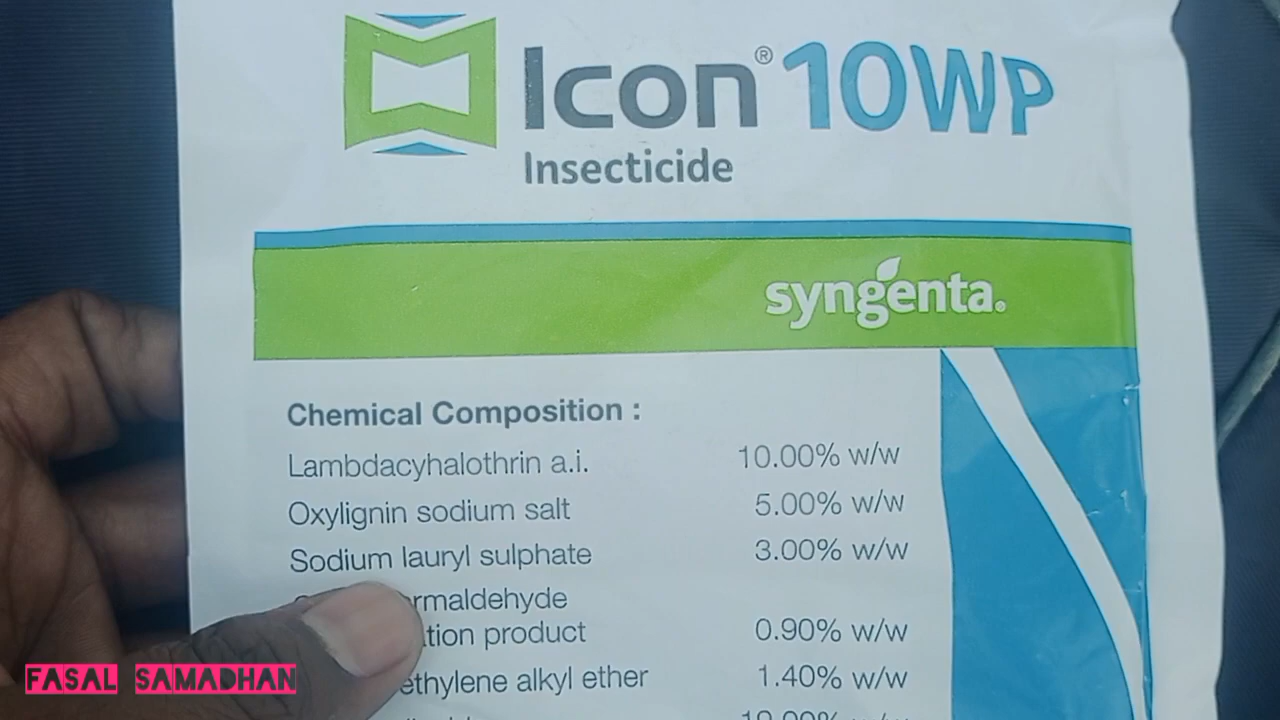 Icon® 10WP
Insecticide
syngenta.
Chemical Composition :
Lambdacyhalothrin a.i. 10.00% w/w
Oxylignin sodium salt 5.00% w/w
Sodium lauryl sulphate 3.00% w/w
rmaldehyde
tion product 0.90% w/w
ethylene alkyl ether 1.40% w/w
FASAL SAMADHAN